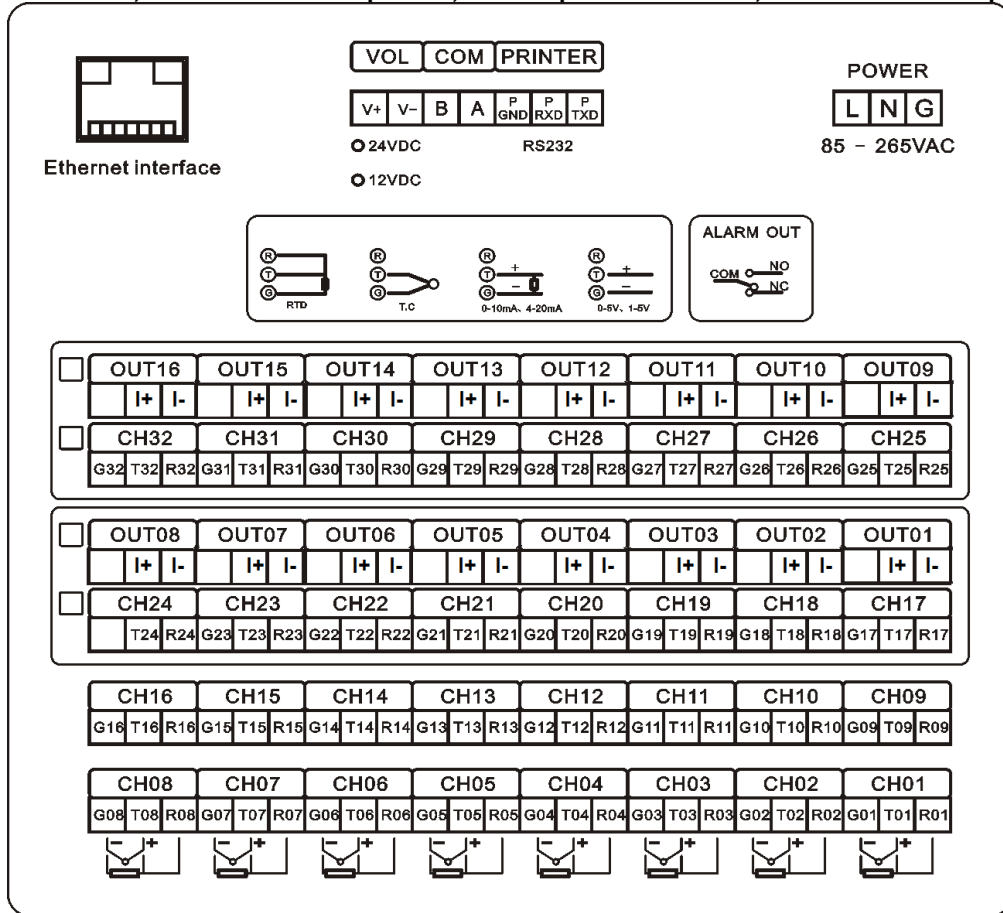 VOL COM PRINTER
POWER
V+ V- B A P GND P RXD P TXD
L N G
24VDC RS232
85 - 265VAC
Ethernet interface
12VDC
ALARM OUT
R R R R
T T + T + T +
G G G - G -
RTD T.C 0-10mA、4-20mA 0-5V、1-5V
COM NO
NC
OUT16 OUT15 OUT14 OUT13 OUT12 OUT11 OUT10 OUT09
I+ I- I+ I- I+ I- I+ I- I+ I- I+ I- I+ I- I+ I-
CH32 CH31 CH30 CH29 CH28 CH27 CH26 CH25
G32 T32 R32 G31 T31 R31 G30 T30 R30 G29 T29 R29 G28 T28 R28 G27 T27 R27 G26 T26 R26 G25 T25 R25
OUT08 OUT07 OUT06 OUT05 OUT04 OUT03 OUT02 OUT01
I+ I- I+ I- I+ I- I+ I- I+ I- I+ I- I+ I- I+ I-
CH24 CH23 CH22 CH21 CH20 CH19 CH18 CH17
T24 R24 G23 T23 R23 G22 T22 R22 G21 T21 R21 G20 T20 R20 G19 T19 R19 G18 T18 R18 G17 T17 R17
CH16 CH15 CH14 CH13 CH12 CH11 CH10 CH09
G16 T16 R16 G15 T15 R15 G14 T14 R14 G13 T13 R13 G12 T12 R12 G11 T11 R11 G10 T10 R10 G09 T09 R09
CH08 CH07 CH06 CH05 CH04 CH03 CH02 CH01
G08 T08 R08 G07 T07 R07 G06 T06 R06 G05 T05 R05 G04 T04 R04 G03 T03 R03 G02 T02 R02 G01 T01 R01
- + - + - + - + - + - + - + - +